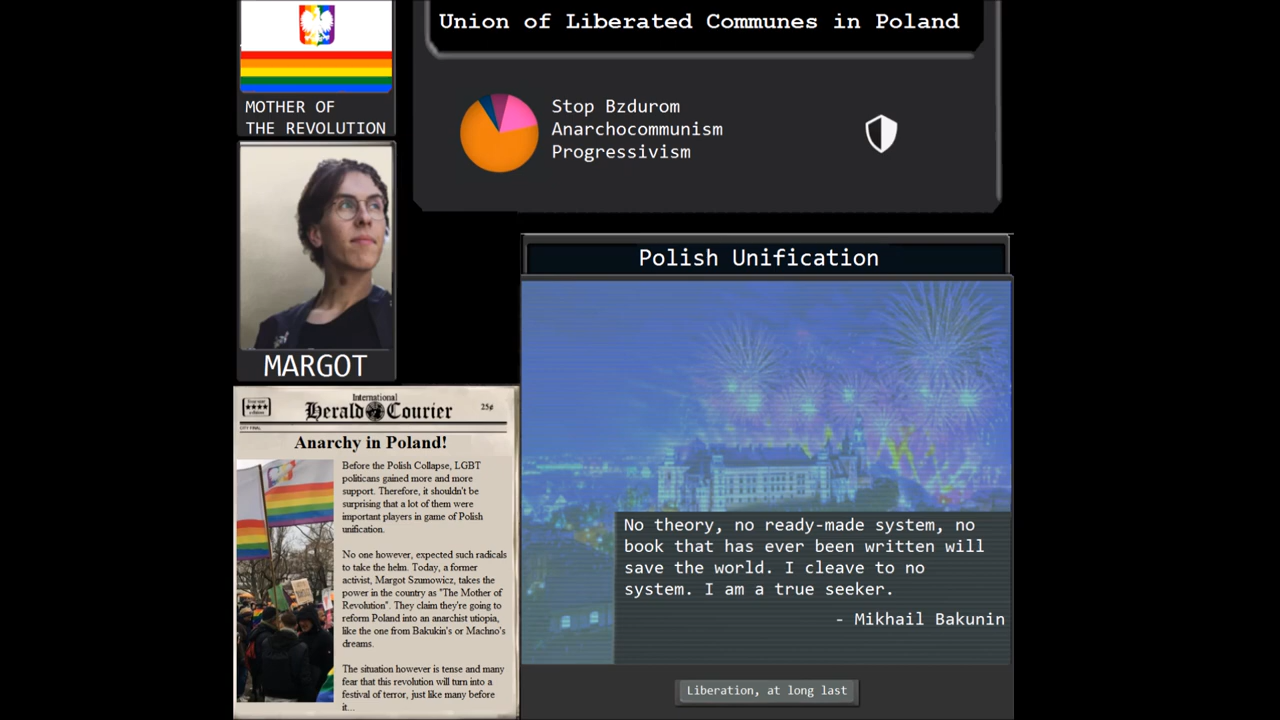 Union of Liberated Communes in Poland
MOTHER OF
THE REVOLUTION
Stop Bzdurom
Anarchocommunism
Progressivism
MARGOT
International
Herald Courier
25¢
CITY FINAL
Anarchy in Poland!
Before the Polish Collapse, LGBT
politicians gained more and more
support. Therefore, it shouldn't be
surprising that a lot of them were
important players in game of Polish
unification.
No one however, expected such radicals
to take the helm. Today, a former
activist, Margot Szumowicz, takes the
power in the country as "The Mother of
Revolution". They claim they're going to
reform Poland into an anarchist utiopia,
like the one from Bakukin's or Machno's
dreams.
The situation however is tense and many
fear that this revolution will turn into a
festival of terror, just like many before
it...
Polish Unification
No theory, no ready-made system, no
book that has ever been written will
save the world. I cleave to no
system. I am a true seeker.
- Mikhail Bakunin
Liberation, at long last